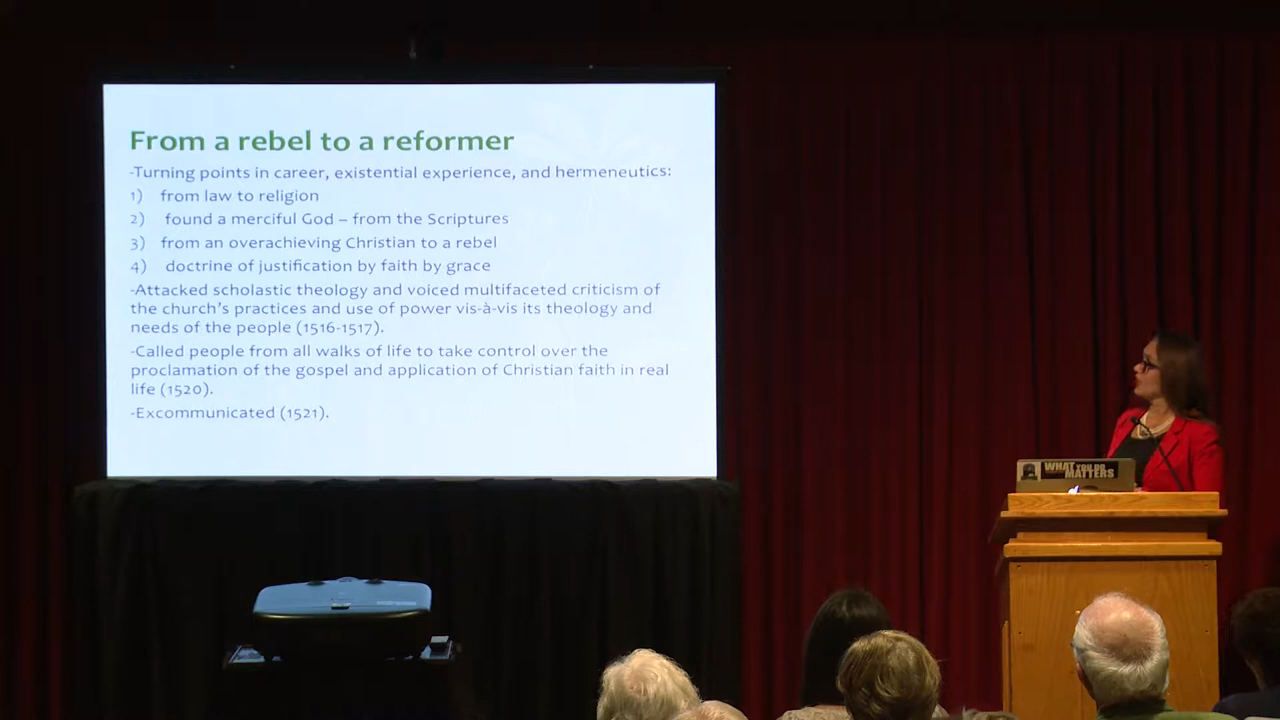 From a rebel to a reformer
-Turning points in career, existential experience, and hermeneutics:
1) from law to religion
2) found a merciful God – from the Scriptures
3) from an overachieving Christian to a rebel
4) doctrine of justification by faith by grace
-Attacked scholastic theology and voiced multifaceted criticism of
the church's practices and use of power vis-à-vis its theology and
needs of the people (1516-1517).
-Called people from all walks of life to take control over the
proclamation of the gospel and application of Christian faith in real
life (1520).
-Excommunicated (1521).
WHAT YOU DO
MATTERS